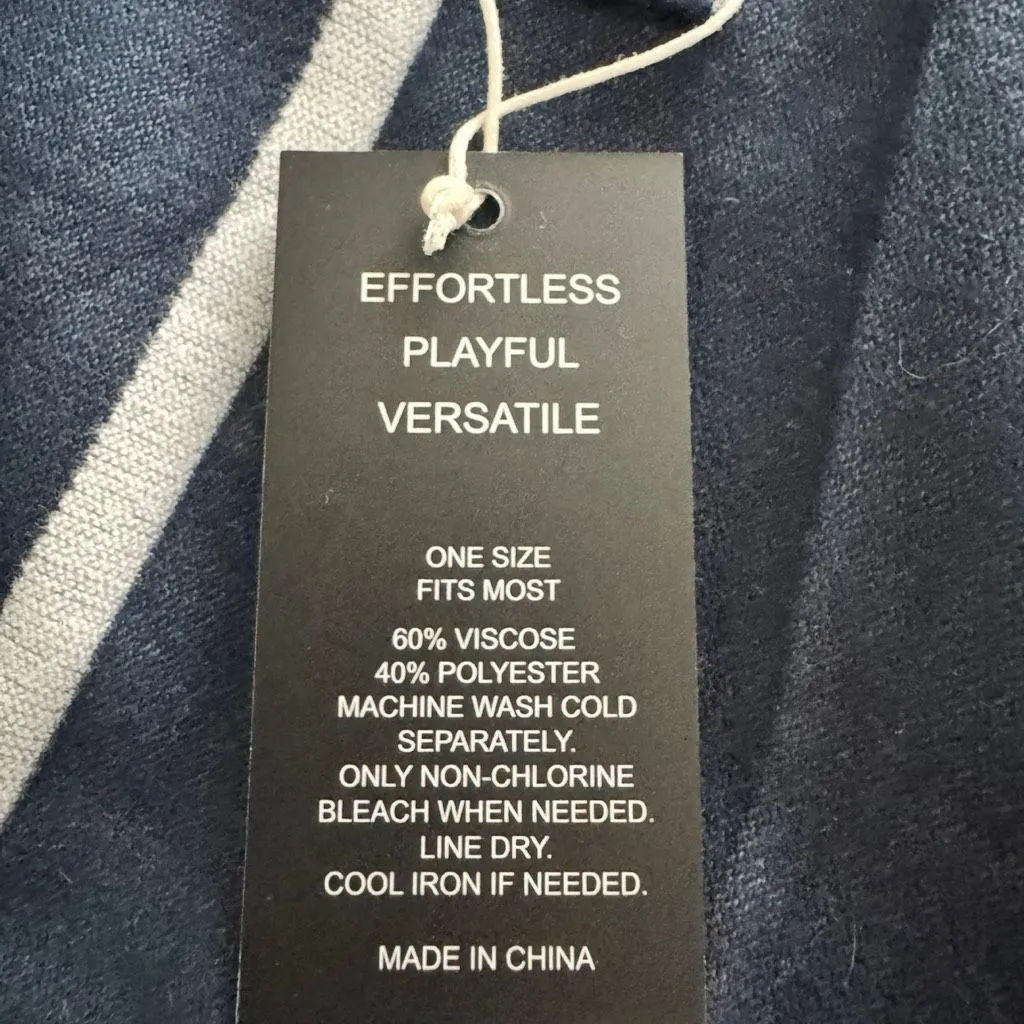 EFFORTLESS
PLAYFUL
VERSATILE
ONE SIZE
FITS MOST
60% VISCOSE
40% POLYESTER
MACHINE WASH COLD
SEPARATELY.
ONLY NON-CHLORINE
BLEACH WHEN NEEDED.
LINE DRY.
COOL IRON IF NEEDED.
MADE IN CHINA